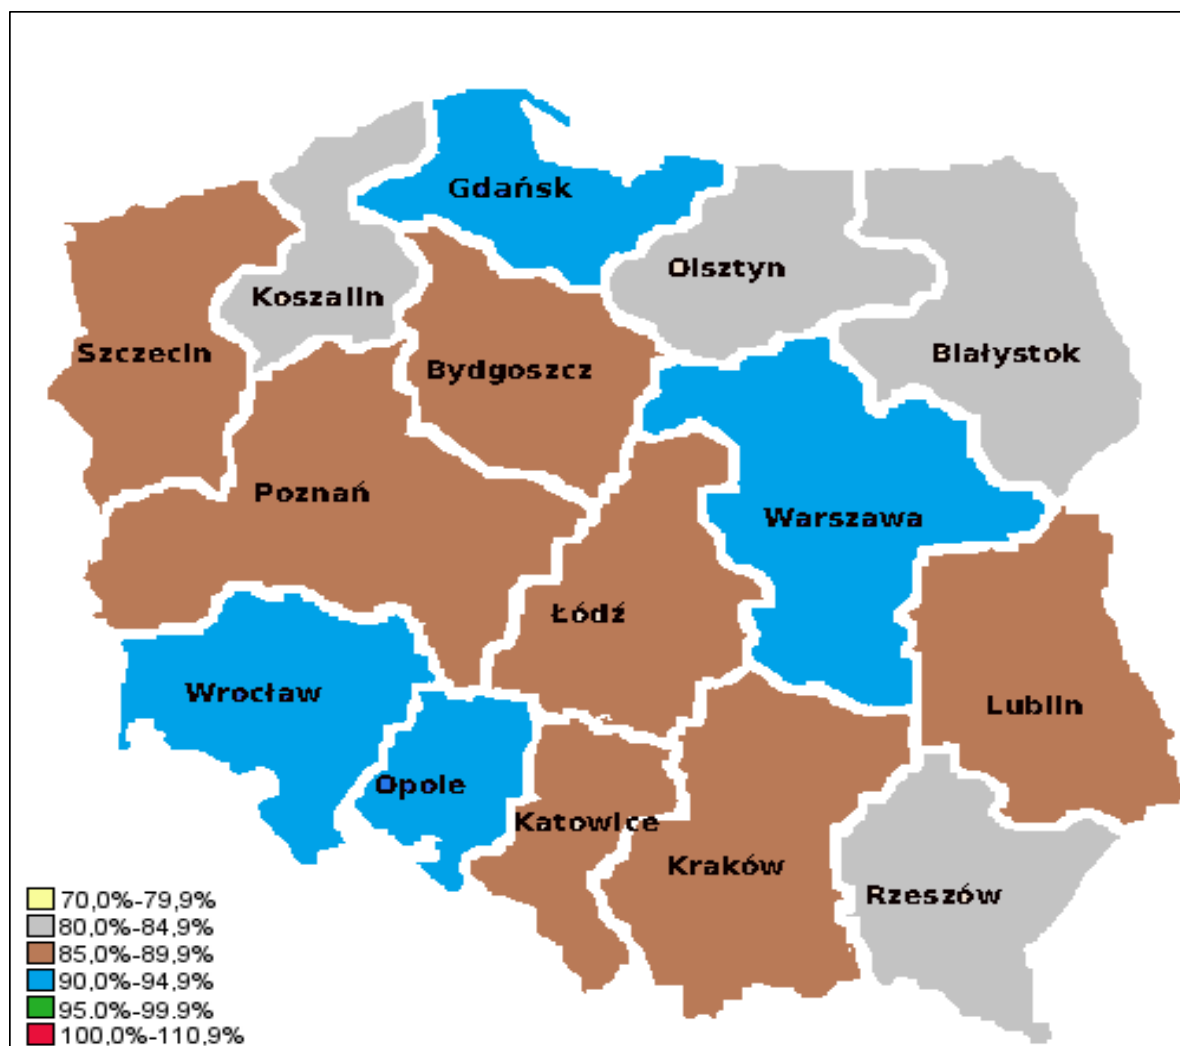 Gdańsk
Olsztyn
Koszalin
Szczecin
Białystok
Bydgoszcz
Poznań
Warszawa
Łódź
Wrocław
Lublin
Opole
Katowice
Kraków
Rzeszów
70,0%-79,9%
80,0%-84,9%
85,0%-89,9%
90,0%-94,9%
95.0%-99.9%
100,0%-110,9%